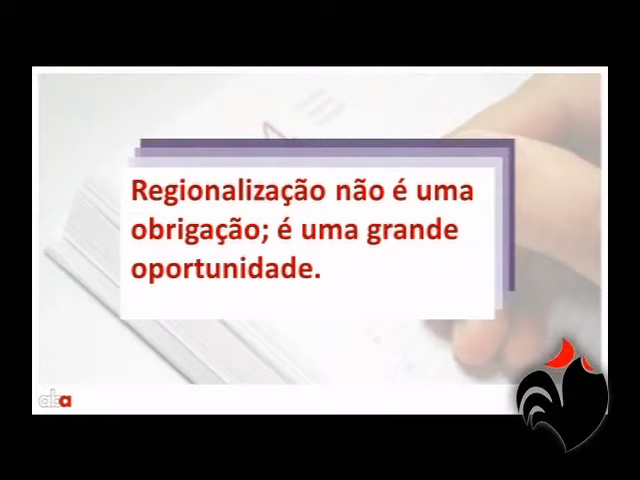 Regionalização não é uma
obrigação; é uma grande
oportunidade.
aba